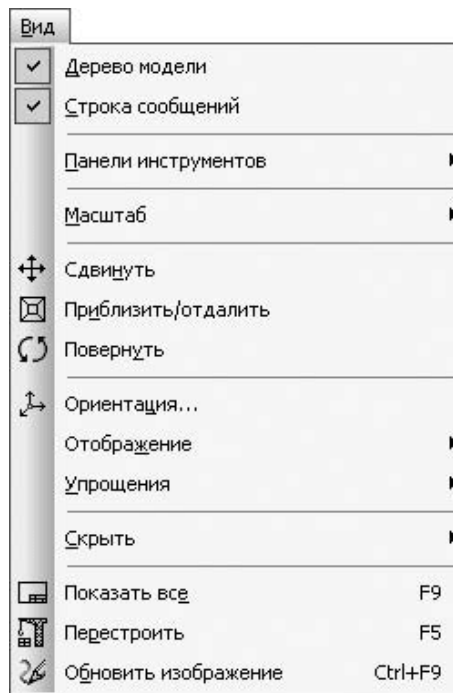 Вид
Дерево модели
Строка сообщений
Панели инструментов
Масштаб
Сдвинуть
Приблизить/отдалить
Повернуть
Ориентация...
Отображение
Упрощения
Скрыть
Показать все F9
Перестроить F5
Обновить изображение Ctrl+F9